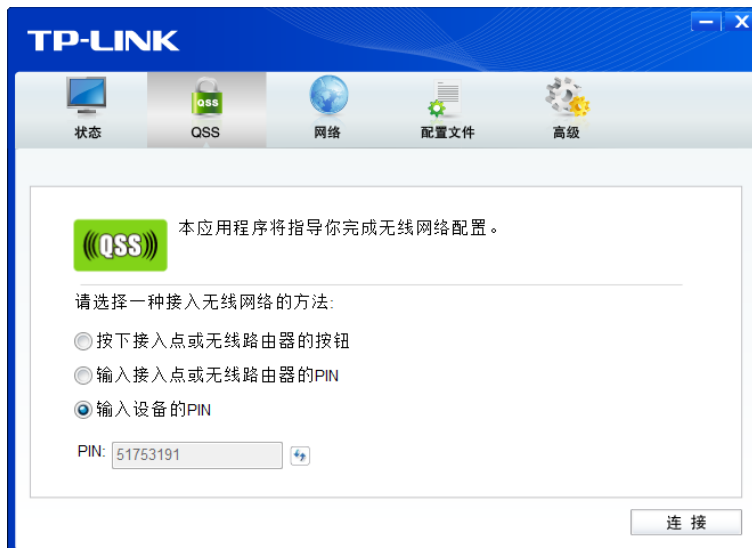 TP-LINK
状态
QSS
QSS
网络
配置文件
高级
QSS
本应用程序将指导你完成无线网络配置。
请选择一种接入无线网络的方法:
按下接入点或无线路由器的按钮
输入接入点或无线路由器的PIN
输入设备的PIN
PIN: 51753191
连 接